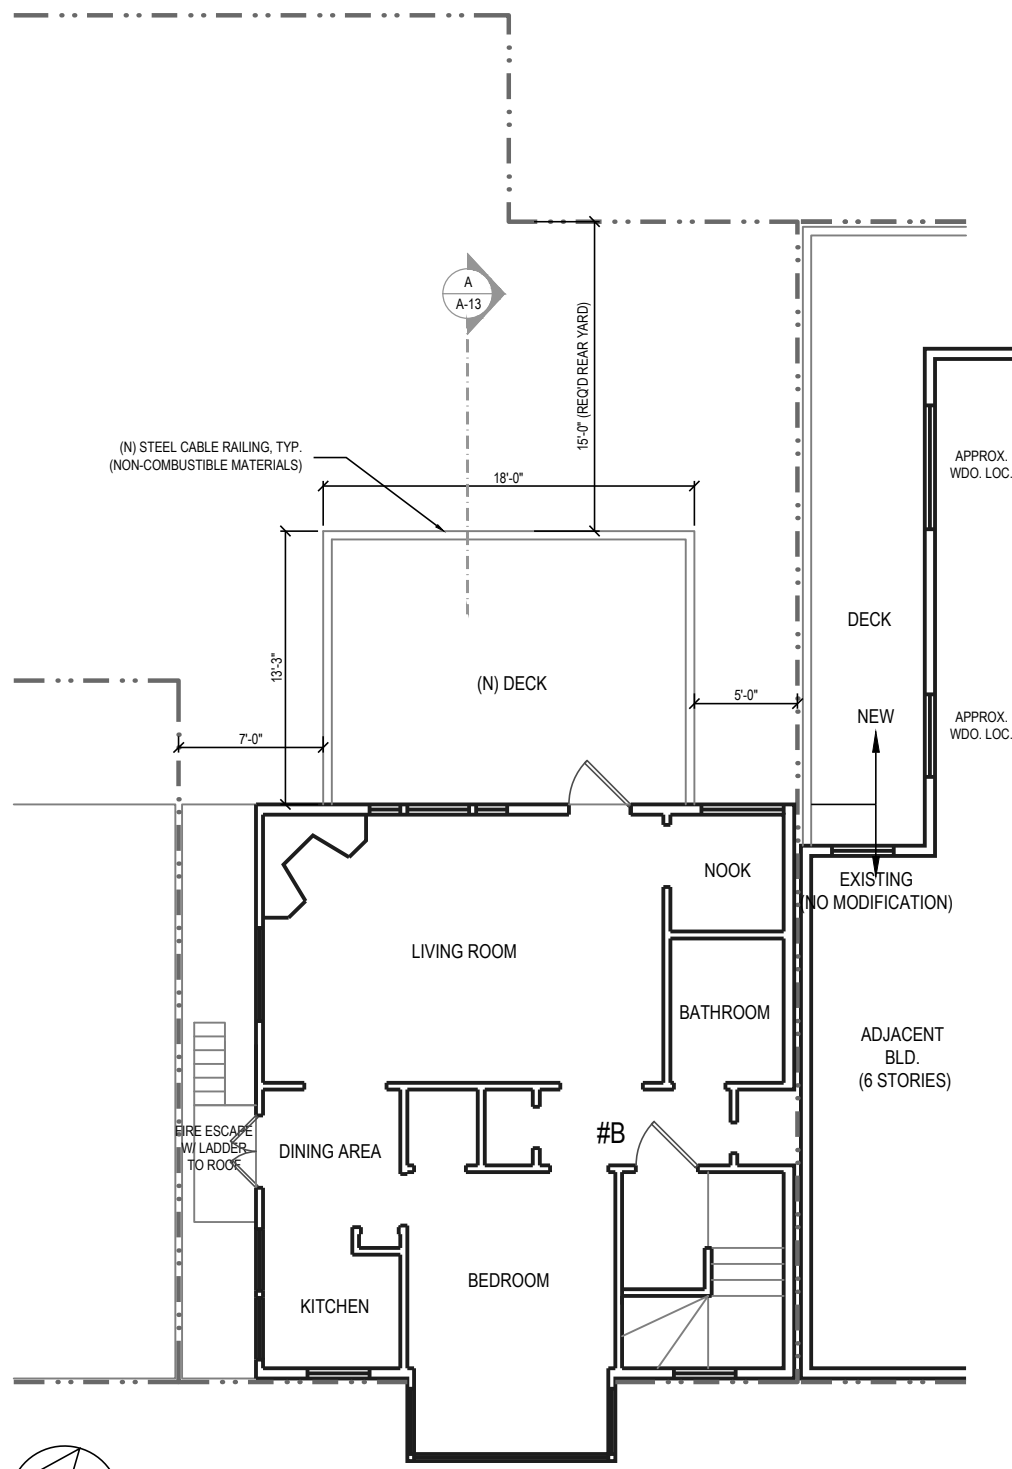 A
A-13
15'-0" (REQ'D REAR YARD)
(N) STEEL CABLE RAILING, TYP.
(NON-COMBUSTIBLE MATERIALS)
18'-0"
APPROX.
WDO. LOC.
13'-3"
DECK
(N) DECK
5'-0"
NEW
APPROX.
WDO. LOC.
7'-0"
NOOK
EXISTING
(NO MODIFICATION)
LIVING ROOM
BATHROOM
ADJACENT
BLD.
(6 STORIES)
FIRE ESCAPE
W/ LADDER
TO ROOF
DINING AREA
#B
BEDROOM
KITCHEN